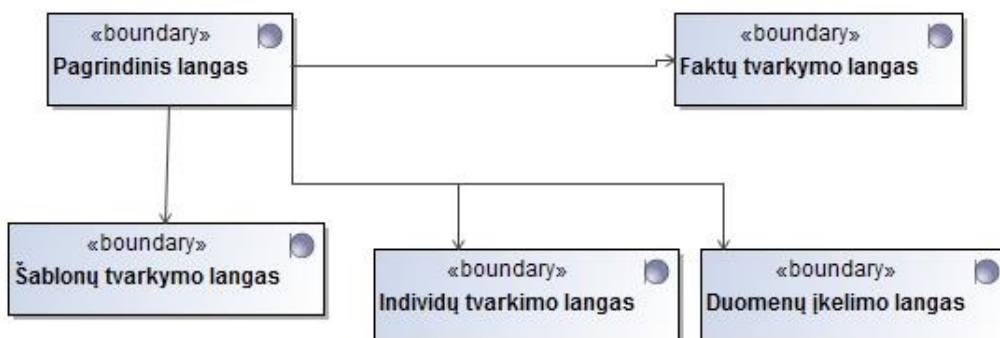 «boundary»
Pagrindinis langas
«boundary»
Faktų tvarkymo langas
«boundary»
Šablonų tvarkymo langas
«boundary»
Individų tvarkimo langas
«boundary»
Duomenų įkelimo langas